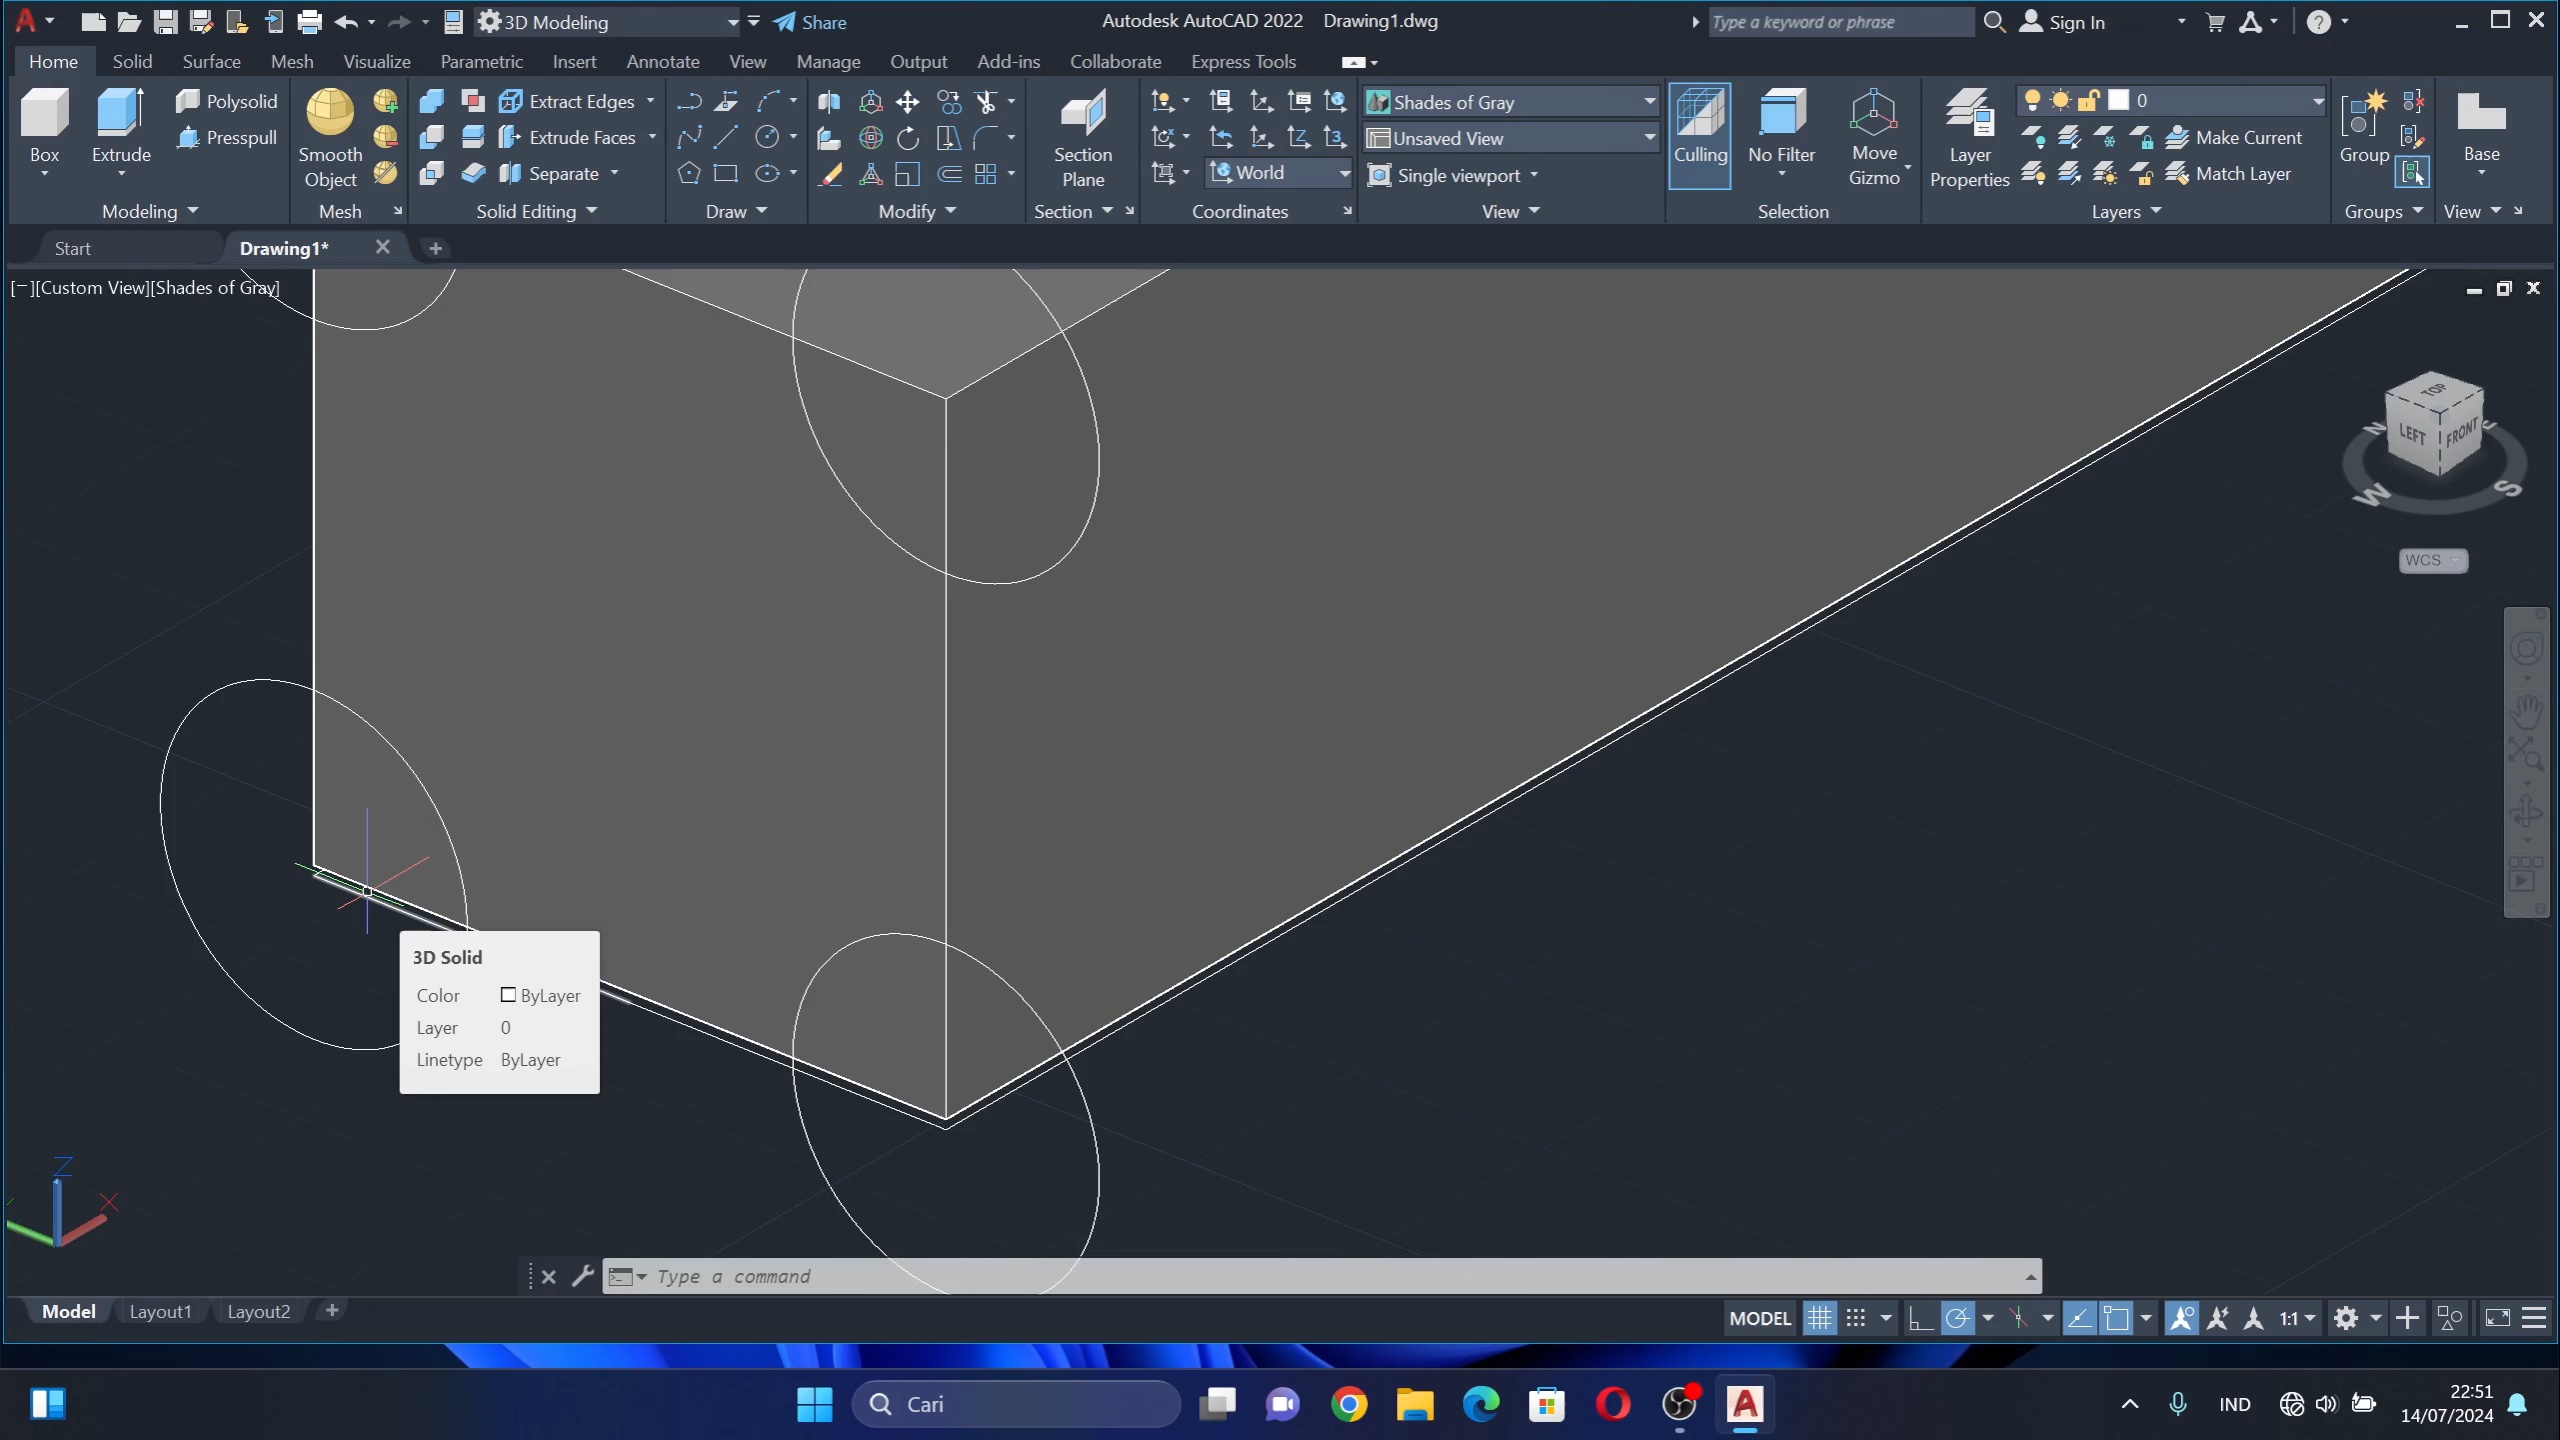 3D Modeling
Share
Autodesk AutoCAD 2022 Drawing1.dwg
Type a keyword or phrase
Sign In
Home Solid Surface Mesh Visualize Parametric Insert Annotate View Manage Output Add-ins Collaborate Express Tools
Box
Extrude
Polysolid
Presspull
Smooth
Object
Extract Edges
Extrude Faces
Separate
Section
Plane
World
Shades of Gray
Unsaved View
Single viewport
Culling
No Filter
Move
Gizmo
Layer
Properties
0
Make Current
Match Layer
Group
Base
Modeling Mesh Solid Editing Draw Modify Section Coordinates View Selection Layers Groups View
Start Drawing1*
[−][Custom View][Shades of Gray]
TOP
LEFT
FRONT
N
W
S
WCS
3D Solid
Color ByLayer
Layer 0
Linetype ByLayer
Z
X
Type a command
Model Layout1 Layout2
MODEL
1:1
Cari
IND
22:51
14/07/2024